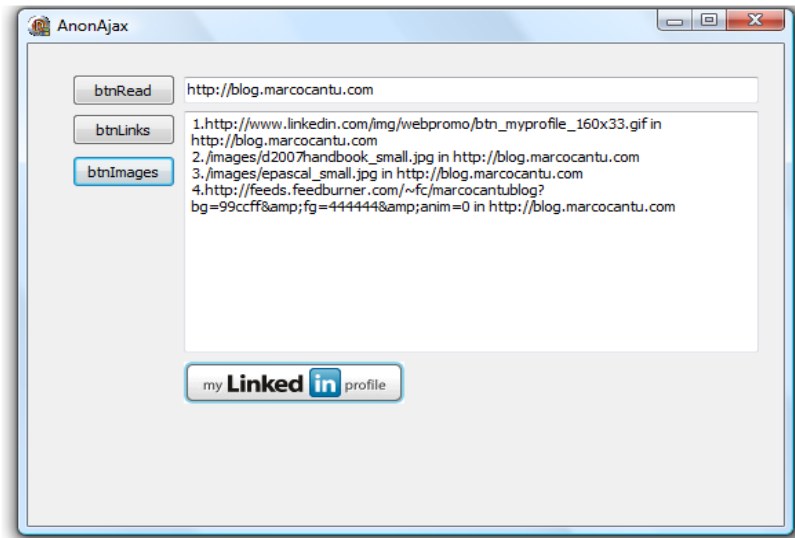 AnonAjax
btnRead
http://blog.marcocantu.com
btnLinks
btnImages
1.http://www.linkedin.com/img/webpromo/btn_myprofile_160x33.gif in
http://blog.marcocantu.com
2./images/d2007handbook_small.jpg in http://blog.marcocantu.com
3./images/epascal_small.jpg in http://blog.marcocantu.com
4.http://feeds.feedburner.com/~fc/marcocantublog?
bg=99ccff&amp;fg=444444&amp;anim=0 in http://blog.marcocantu.com
my Linked in profile